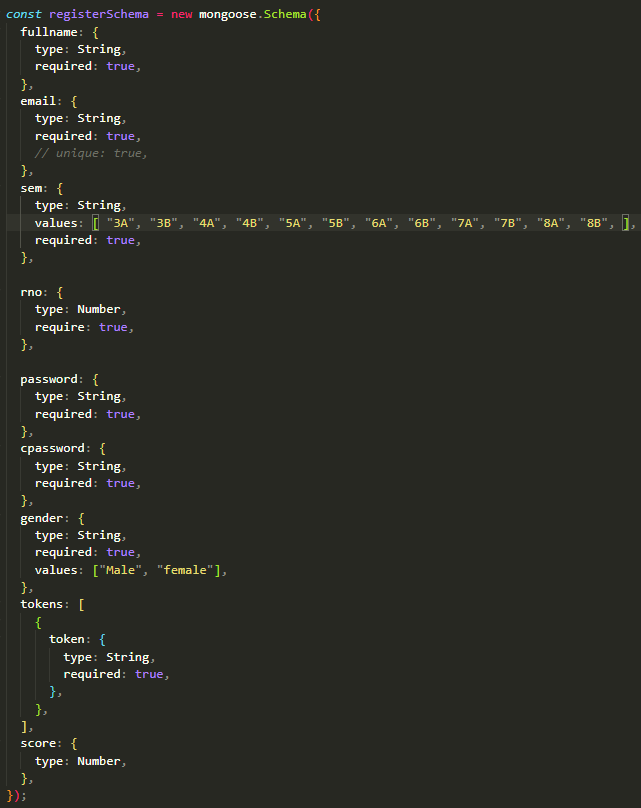 const registerSchema = new mongoose.Schema({
  fullname: {
    type: String,
    required: true,
  },
  email: {
    type: String,
    required: true,
    // unique: true,
  },
  sem: {
    type: String,
    values: [ "3A", "3B", "4A", "4B", "5A", "5B", "6A", "6B", "7A", "7B", "8A", "8B", ],
    required: true,
  },

  rno: {
    type: Number,
    require: true,
  },

  password: {
    type: String,
    required: true,
  },
  cpassword: {
    type: String,
    required: true,
  },
  gender: {
    type: String,
    required: true,
    values: ["Male", "female"],
  },
  tokens: [
    {
      token: {
        type: String,
        required: true,
      },
    },
  ],
  score: {
    type: Number,
  },
});